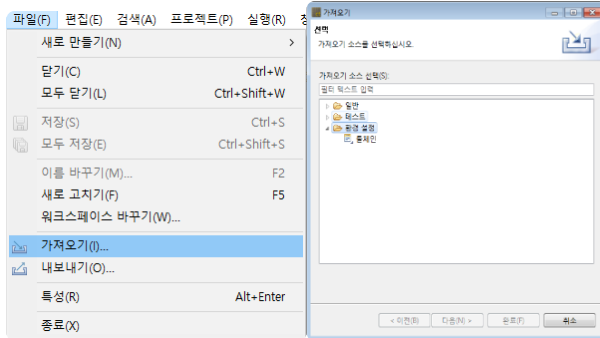 파일(F) 편집(E) 검색(A) 프로젝트(P) 실행(R)
새로 만들기(N)
닫기(C) Ctrl+W
모두 닫기(L) Ctrl+Shift+W
저장(S) Ctrl+S
모두 저장(E) Ctrl+Shift+S
이름 바꾸기(M)... F2
새로 고치기(F) F5
워크스페이스 바꾸기(W)...
가져오기(I)...
내보내기(O)...
특성(R) Alt+Enter
종료(X)
가져오기
선택
가져오기 소스를 선택하십시오.
가져오기 소스 선택(S):
필터 텍스트 입력
일반
테스트
환경 설정
툴체인
< 이전(B) 다음(N) > 완료(F) 취소